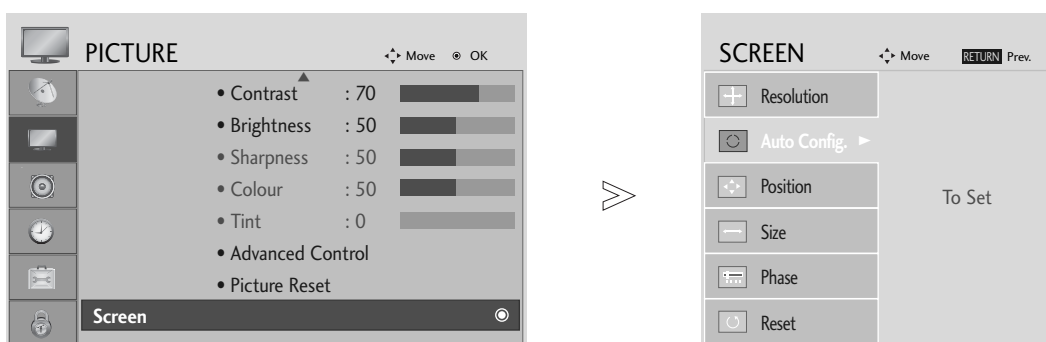 PICTURE Move OK
• Contrast : 70
• Brightness : 50
• Sharpness : 50
• Colour : 50
• Tint : 0
• Advanced Control
• Picture Reset
Screen
SCREEN Move RETURN Prev.
Resolution
Auto Config. ►
Position
Size
Phase
Reset
To Set